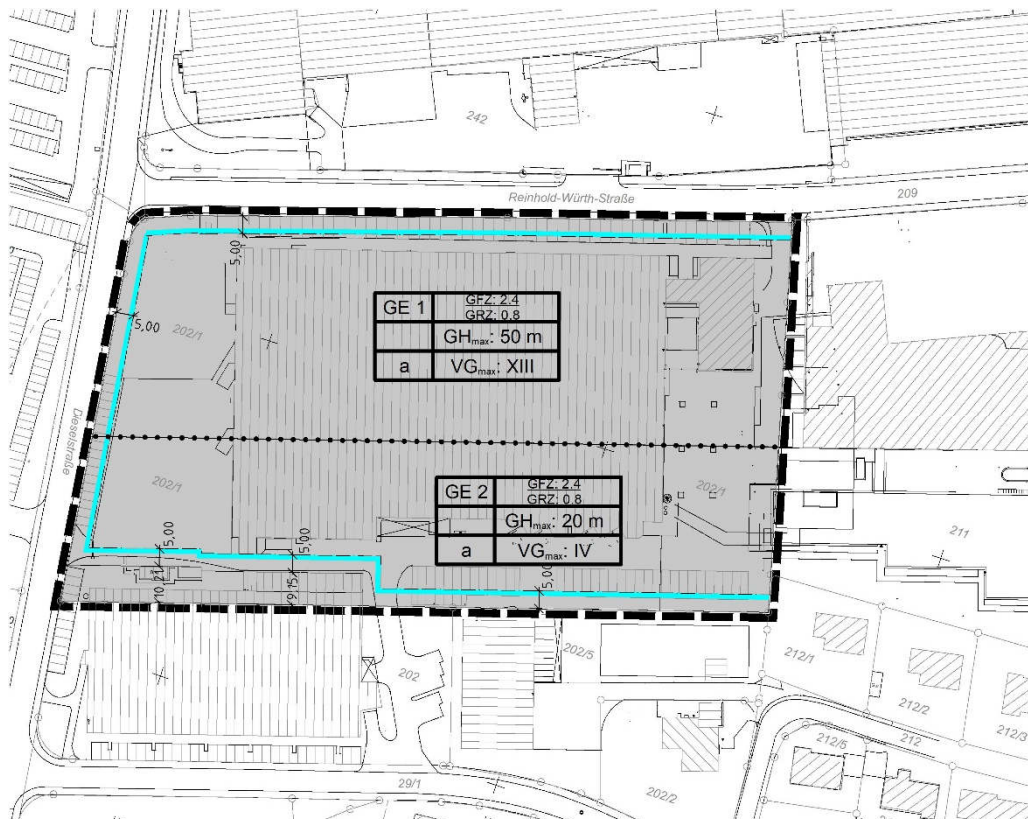 242
Reinhold-Würth-Straße
209
5,00
5,00
202/1
GE 1
GFZ: 2.4
GRZ: 0.8
GHmax: 50 m
a
VGmax: XIII
Dieselstraße
202/1
202/1
GE 2
GFZ: 2.4
GRZ: 0.8
GHmax: 20 m
a
VGmax: IV
211
5,00
5,00
5,00
10,21
9,15
202
202/5
212/1
212/2
212
212/3
212/5
29/1
202/2